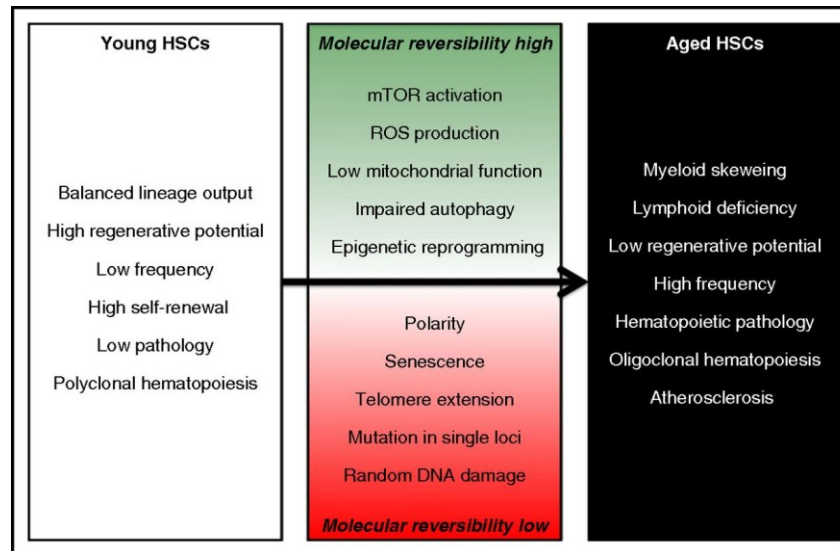 Young HSCs
Balanced lineage output
High regenerative potential
Low frequency
High self-renewal
Low pathology
Polyclonal hematopoiesis
Molecular reversibility high
mTOR activation
ROS production
Low mitochondrial function
Impaired autophagy
Epigenetic reprogramming
Polarity
Senescence
Telomere extension
Mutation in single loci
Random DNA damage
Molecular reversibility low
Aged HSCs
Myeloid skeweing
Lymphoid deficiency
Low regenerative potential
High frequency
Hematopoietic pathology
Oligoclonal hematopoiesis
Atherosclerosis